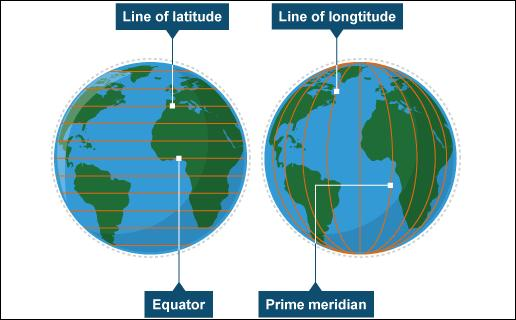 Line of latitude
Line of longtitude
Equator
Prime meridian